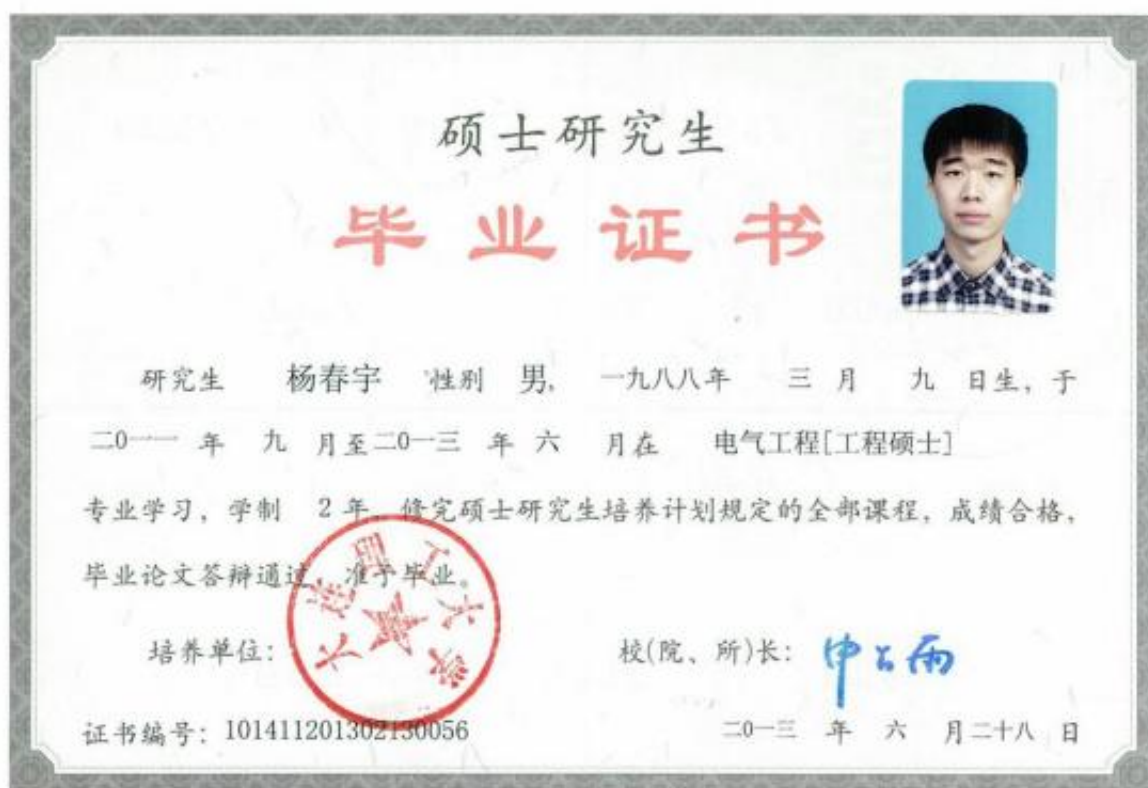 硕士研究生
毕业证书
研究生 杨春宇 性别 男, 一九八八年 三 月 九 日生，于
二0一一 年 九 月至二0一三 年 六 月在 电气工程[工程硕士]
专业学习，学制 2 年，修完硕士研究生培养计划规定的全部课程，成绩合格，
毕业论文答辩通过，准予毕业。
大连理工大学
培养单位： 校(院、所)长：
证书编号：101411201302130056 二0一三 年 六 月二十八 日